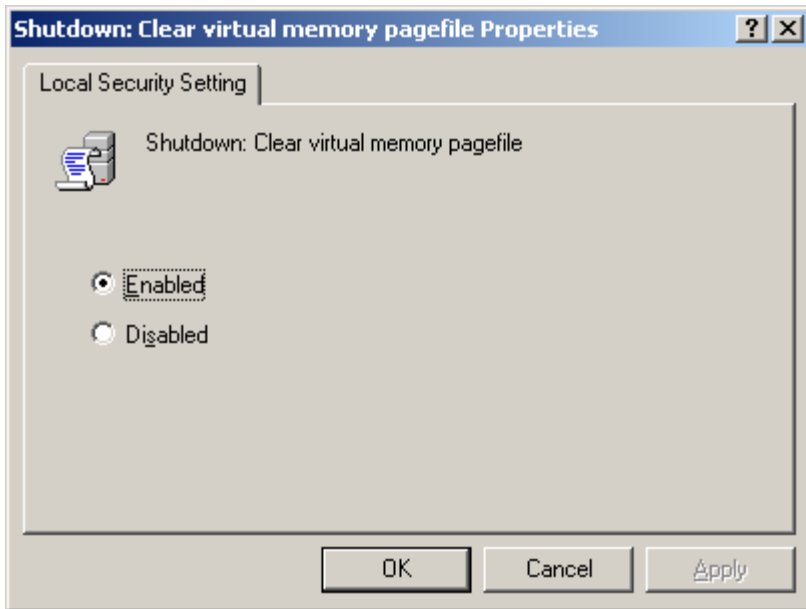 Shutdown: Clear virtual memory pagefile Properties
Local Security Setting
Shutdown: Clear virtual memory pagefile
Enabled
Disabled
OK Cancel Apply